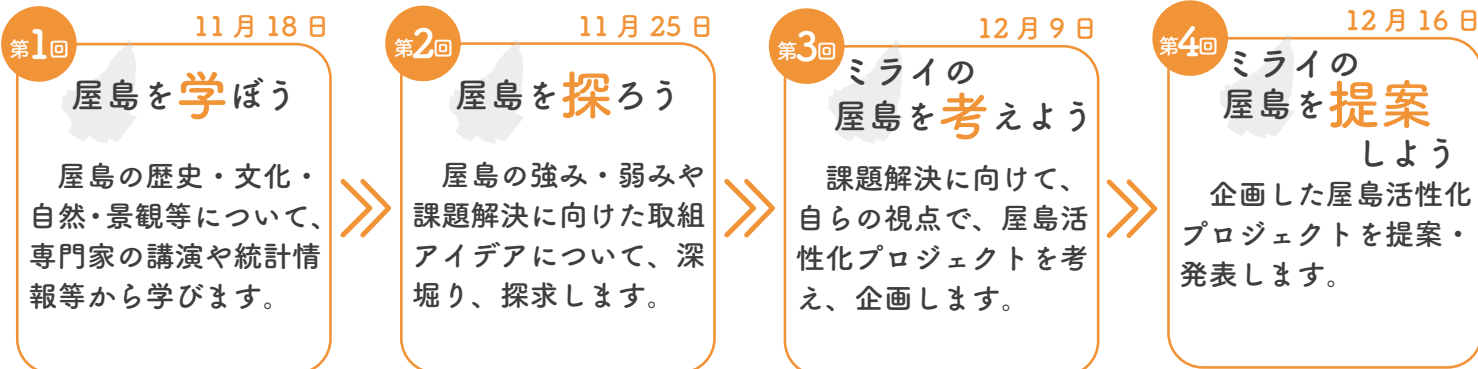 第1回
11月18日
屋島を学ぼう
屋島の歴史・文化・
自然・景観等について、
専門家の講演や統計情
報等から学びます。
第2回
11月25日
屋島を探ろう
屋島の強み・弱みや
課題解決に向けた取組
アイデアについて、深
堀り、探求します。
第3回
12月9日
ミライの
屋島を考えよう
課題解決に向けて、
自らの視点で、屋島活
性化プロジェクトを考
え、企画します。
第4回
12月16日
ミライの
屋島を提案
しよう
企画した屋島活性化
プロジェクトを提案・
発表します。